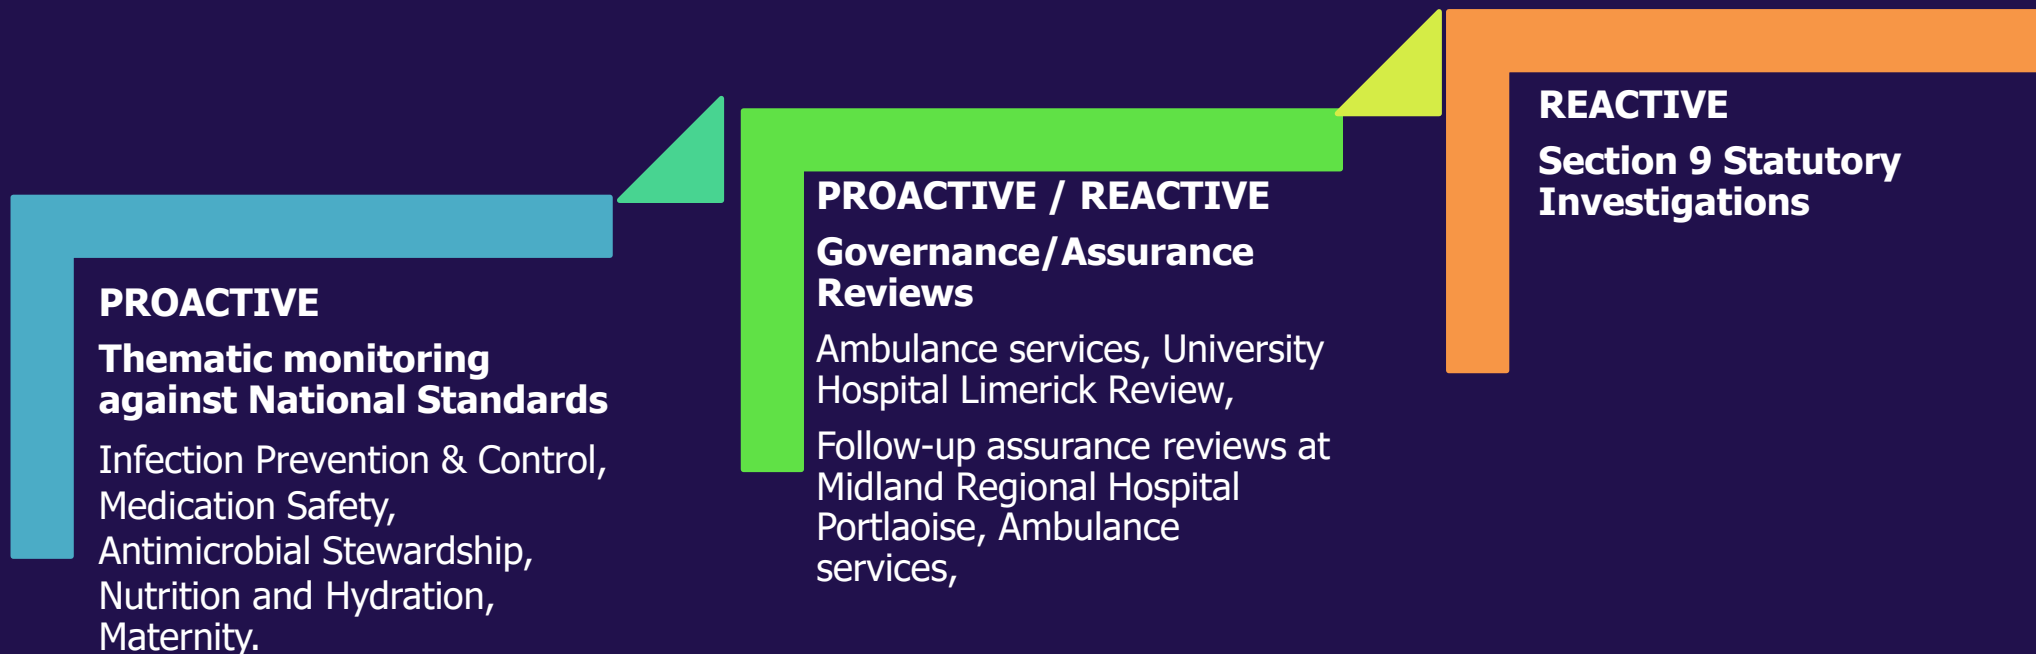 PROACTIVE
Thematic monitoring
against National Standards
Infection Prevention & Control,
Medication Safety,
Antimicrobial Stewardship,
Nutrition and Hydration,
Maternity.
PROACTIVE / REACTIVE
Governance/Assurance
Reviews
Ambulance services, University
Hospital Limerick Review,
Follow-up assurance reviews at
Midland Regional Hospital
Portlaoise, Ambulance
services,
REACTIVE
Section 9 Statutory
Investigations